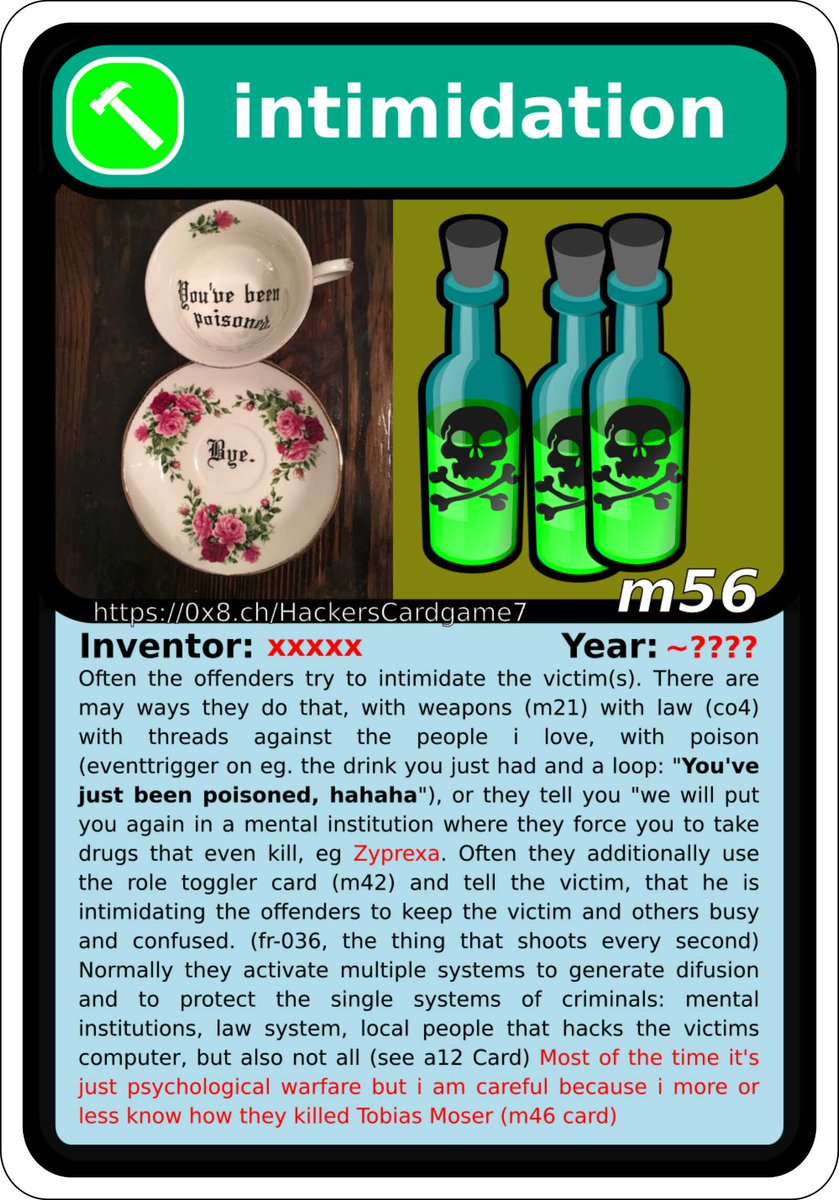 intimidation
You've been
poisoned.
Bye.
m56
https://0x8.ch/HackersCardgame7
Inventor: xxxxx Year: ~????
Often the offenders try to intimidate the victim(s). There are
may ways they do that, with weapons (m21) with law (co4)
with threads against the people i love, with poison
(eventtrigger on eg. the drink you just had and a loop: "You've
just been poisoned, hahaha"), or they tell you "we will put
you again in a mental institution where they force you to take
drugs that even kill, eg Zyprexa. Often they additionally use
the role toggler card (m42) and tell the victim, that he is
intimidating the offenders to keep the victim and others busy
and confused. (fr-036, the thing that shoots every second)
Normally they activate multiple systems to generate difusion
and to protect the single systems of criminals: mental
institutions, law system, local people that hacks the victims
computer, but also not all (see a12 Card) Most of the time it's
just psychological warfare but i am careful because i more or
less know how they killed Tobias Moser (m46 card)